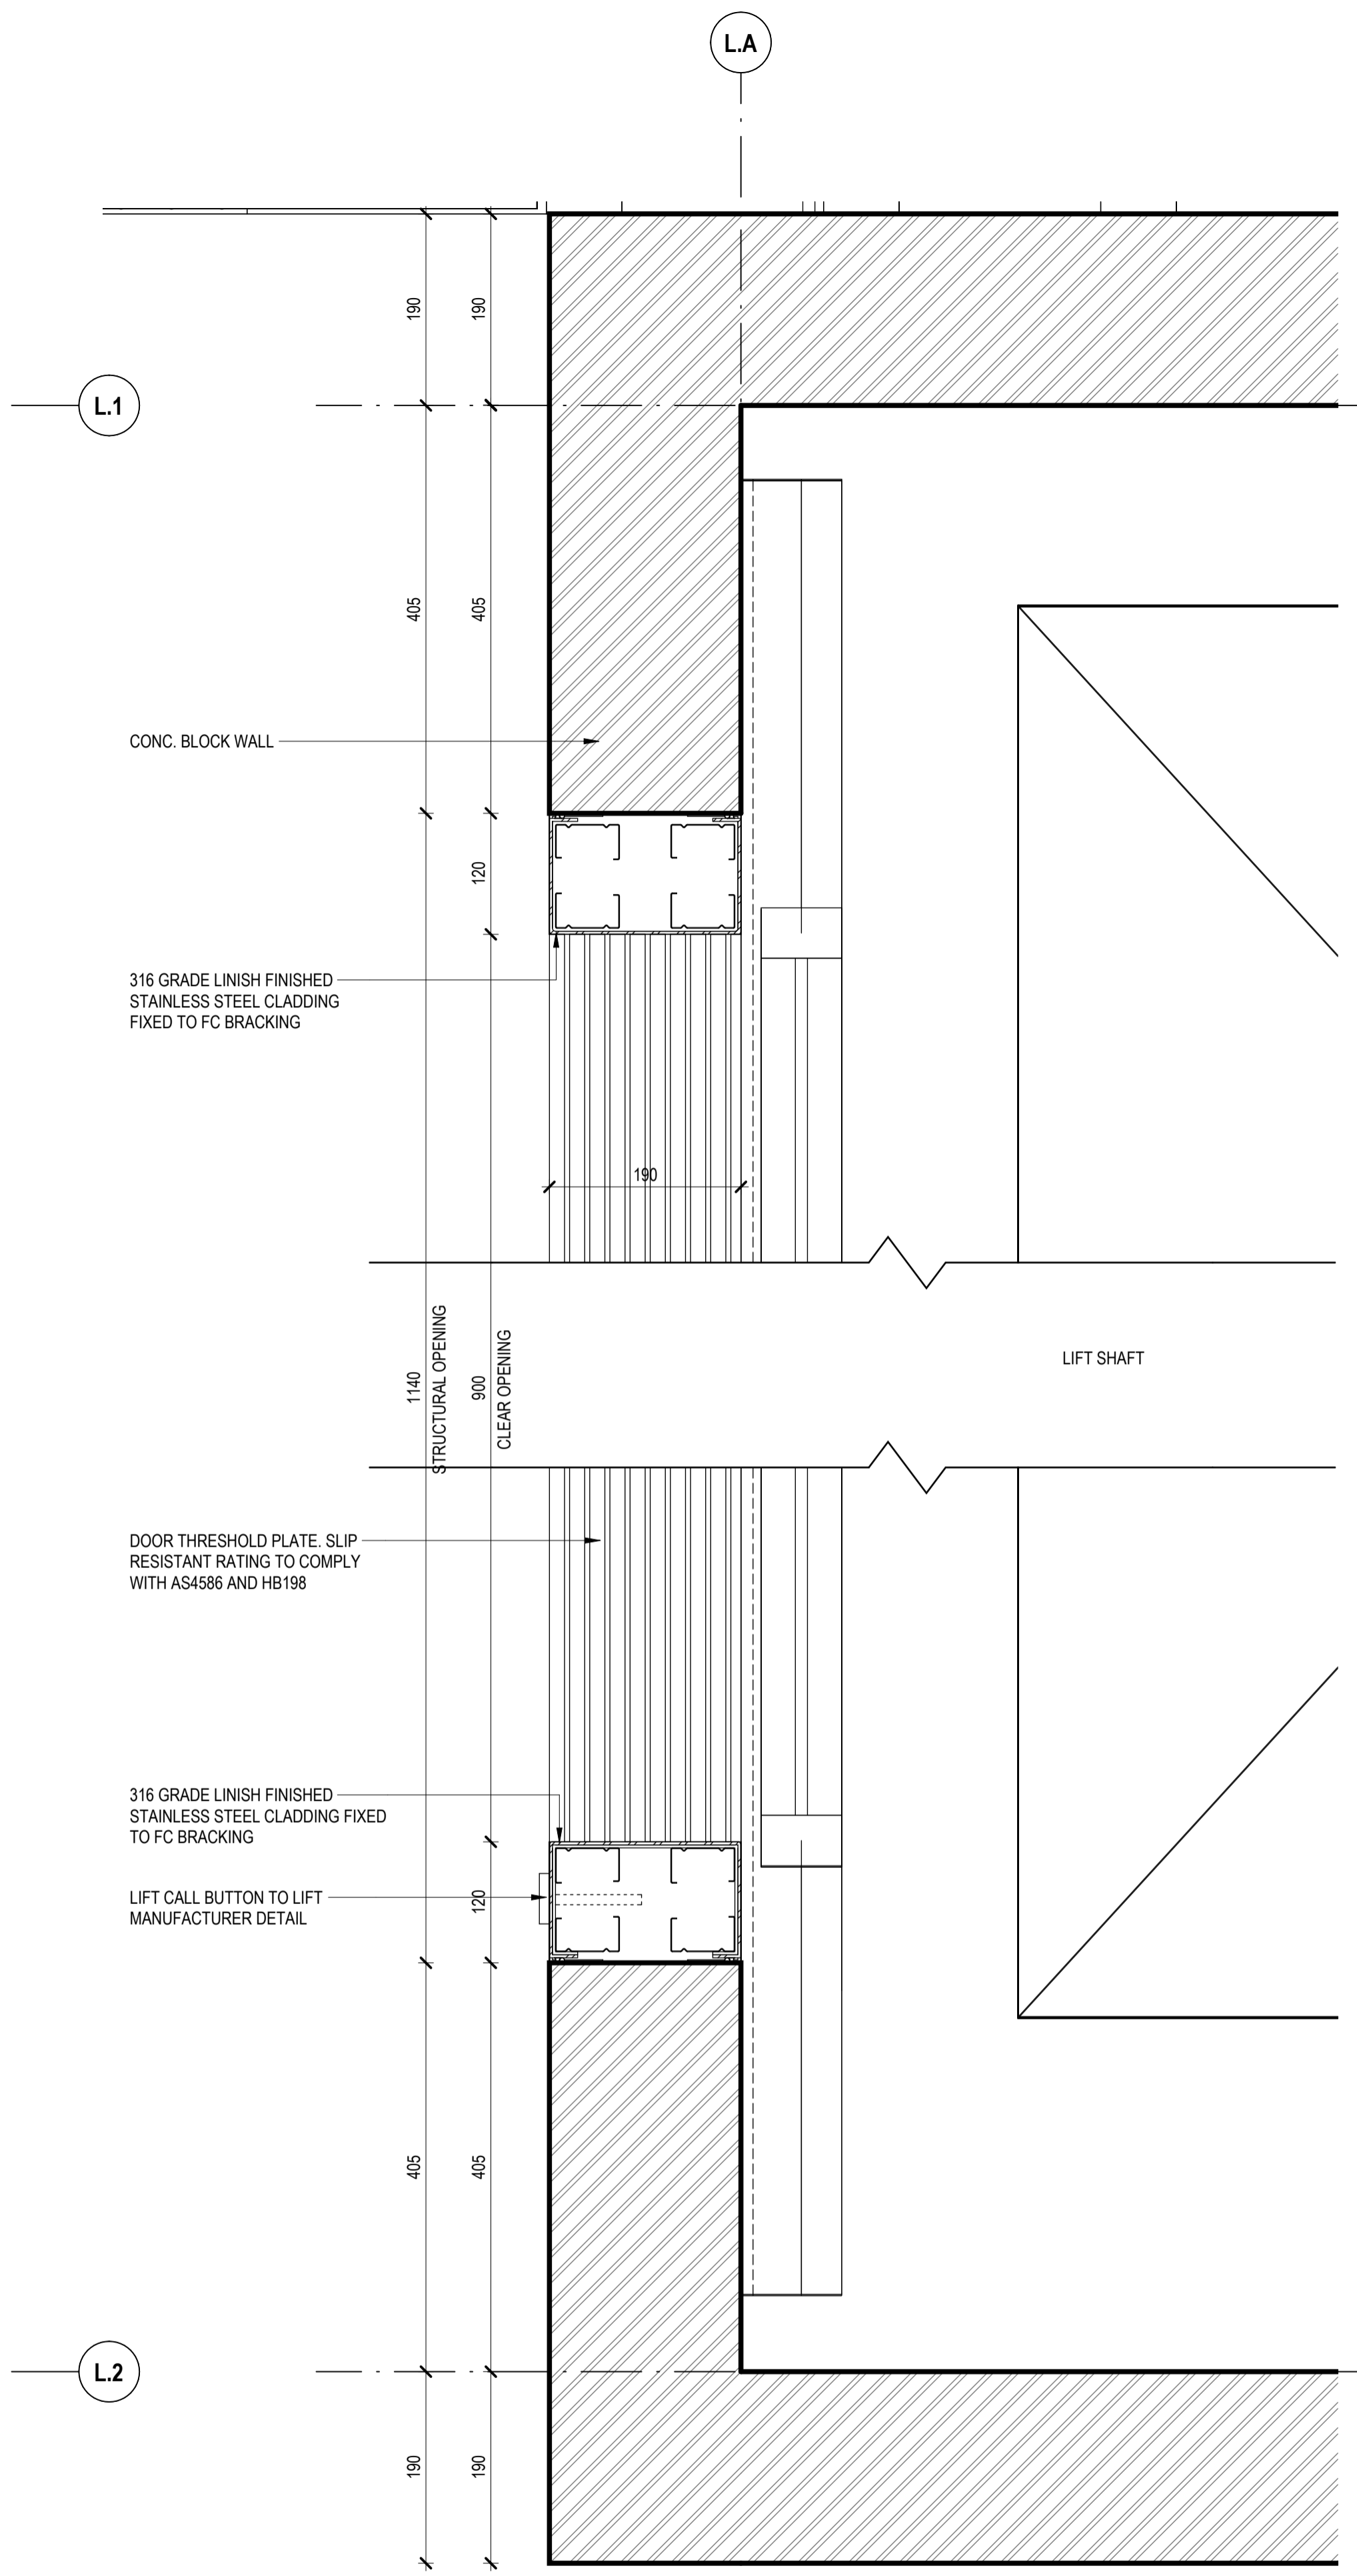 L.A
190
190
L.1
405
405
CONC. BLOCK WALL
120
316 GRADE LINISH FINISHED
STAINLESS STEEL CLADDING
FIXED TO FC BRACKING
190
1140
STRUCTURAL OPENING
900
CLEAR OPENING
LIFT SHAFT
DOOR THRESHOLD PLATE. SLIP
RESISTANT RATING TO COMPLY
WITH AS4586 AND HB198
316 GRADE LINISH FINISHED
STAINLESS STEEL CLADDING FIXED
TO FC BRACKING
LIFT CALL BUTTON TO LIFT
MANUFACTURER DETAIL
120
405
405
L.2
190
190